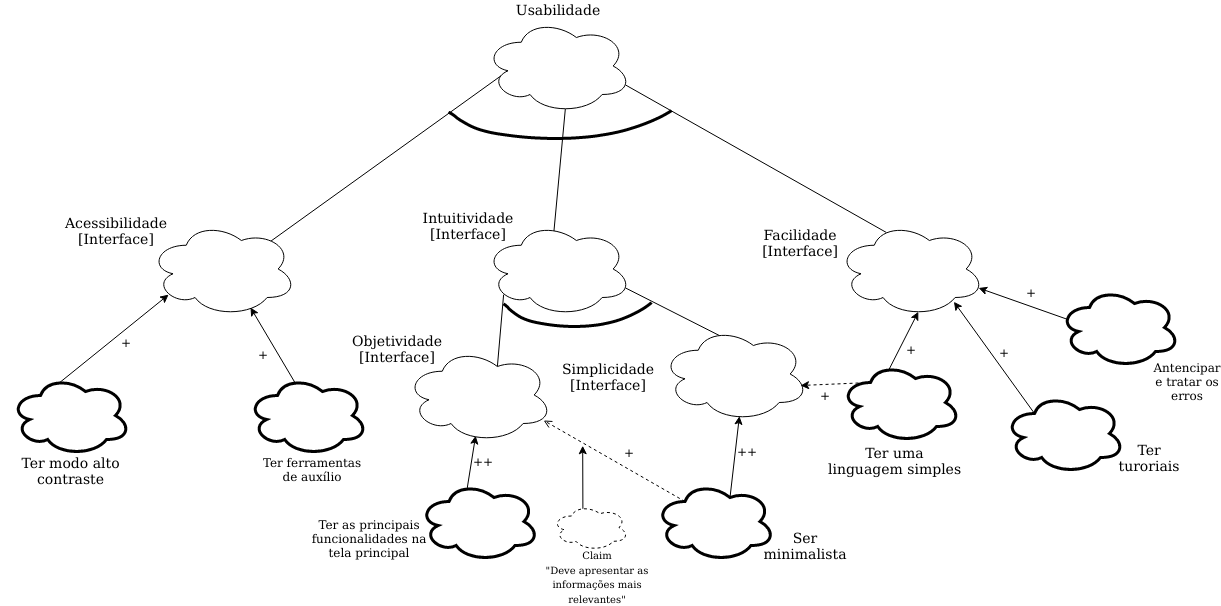 Usabilidade
Acessibilidade
[Interface]
Intuitividade
[Interface]
Facilidade
[Interface]
+
+
+
+
+
Objetividade
[Interface]
Simplicidade
[Interface]
+
Antencipar
e tratar os
erros
Ter modo alto
contraste
Ter ferramentas
de auxílio
++
+
++
Ter uma
linguagem simples
Ter
turoriais
Ter as principais
funcionalidades na
tela principal
Claim
"Deve apresentar as
informações mais
relevantes"
Ser
minimalista